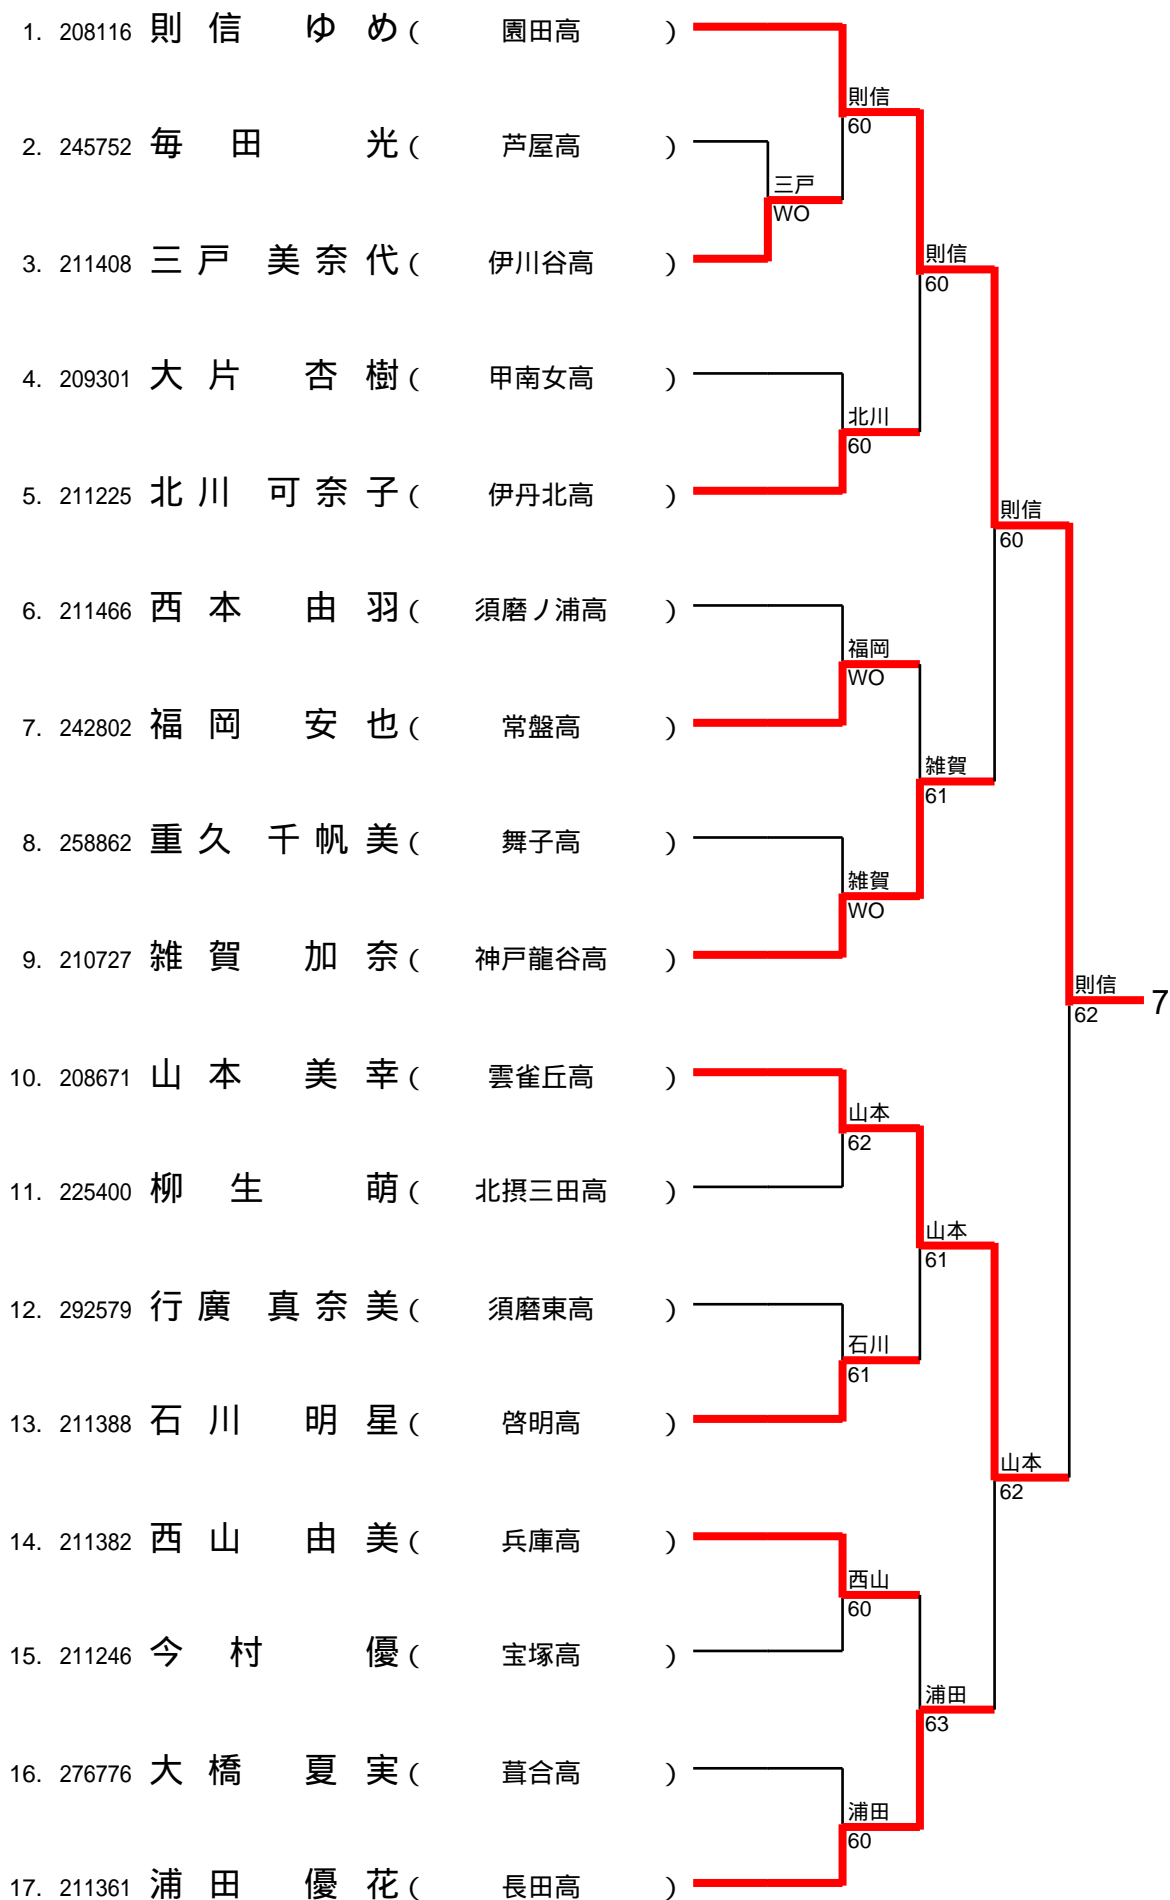 1. 208116 則信 ゆめ ( 園田高 )
則信
60
2. 245752 毎田 光 ( 芦屋高 )
三戸
WO
3. 211408 三戸 美奈代 ( 伊川谷高 )
則信
60
4. 209301 大片 杏樹 ( 甲南女高 )
北川
60
5. 211225 北川 可奈子 ( 伊丹北高 )
則信
60
6. 211466 西本 由羽 ( 須磨ノ浦高 )
福岡
WO
7. 242802 福岡 安也 ( 常盤高 )
雑賀
61
8. 258862 重久 千帆美 ( 舞子高 )
雑賀
WO
9. 210727 雑賀 加奈 ( 神戸龍谷高 )
則信
62
7
10. 208671 山本 美幸 ( 雲雀丘高 )
山本
62
11. 225400 柳生 萌 ( 北摂三田高 )
山本
61
12. 292579 行廣 真奈美 ( 須磨東高 )
石川
61
13. 211388 石川 明星 ( 啓明高 )
山本
62
14. 211382 西山 由美 ( 兵庫高 )
西山
60
15. 211246 今村 優 ( 宝塚高 )
浦田
63
16. 276776 大橋 夏実 ( 葺合高 )
浦田
60
17. 211361 浦田 優花 ( 長田高 )